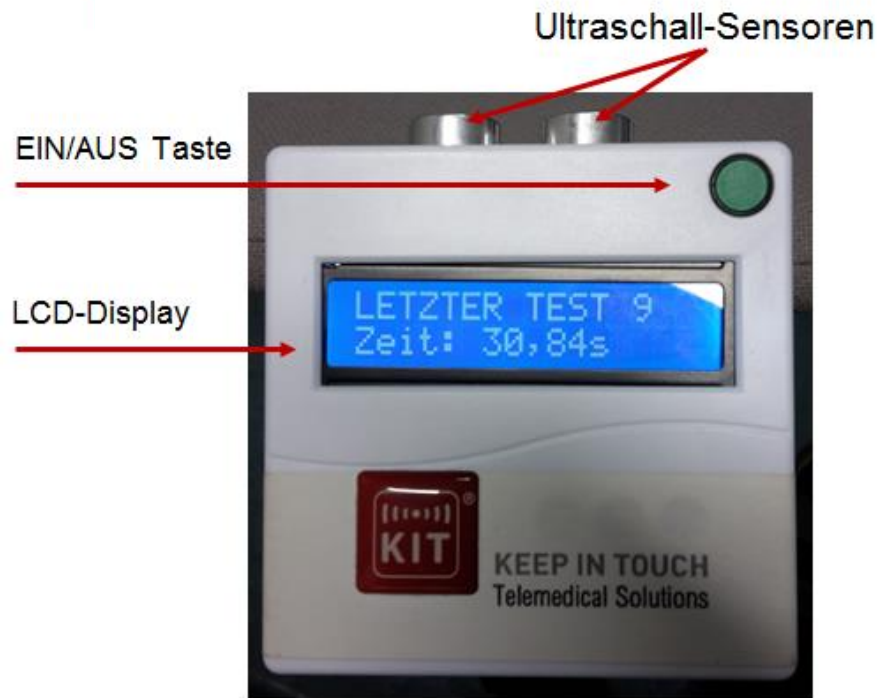 Ultraschall-Sensoren
EIN/AUS Taste
LCD-Display
LETZTER TEST 9
Zeit: 30,84s
®
KIT
KEEP IN TOUCH
Telemedical Solutions